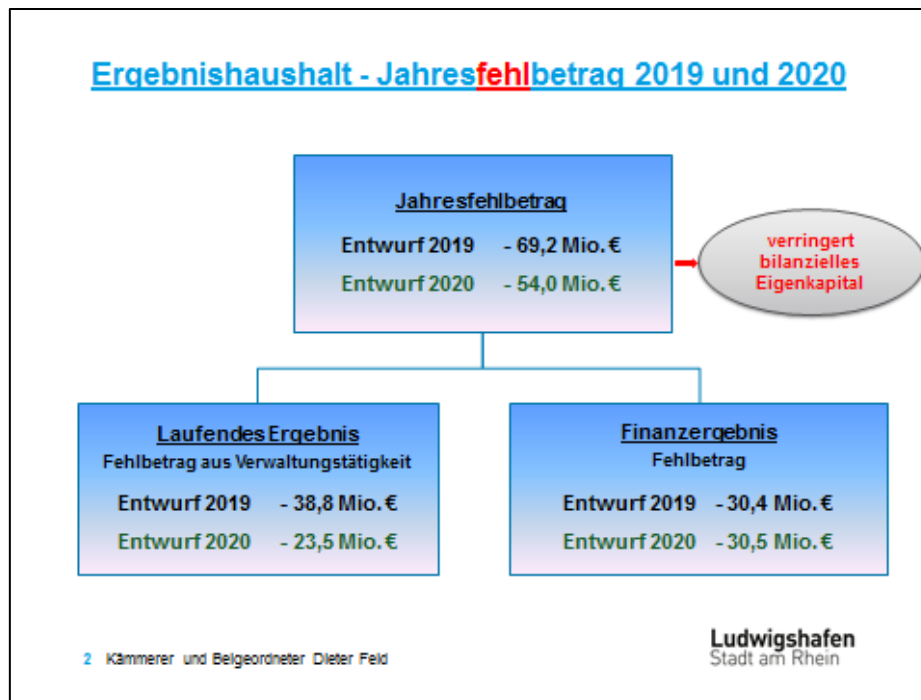 Ergebnishaushalt - Jahresfehlbetrag 2019 und 2020
Jahresfehlbetrag
Entwurf 2019 - 69,2 Mio. €
Entwurf 2020 - 54,0 Mio. €
verringert
bilanzielles
Eigenkapital
Laufendes Ergebnis
Fehlbetrag aus Verwaltungstätigkeit
Entwurf 2019 - 38,8 Mio. €
Entwurf 2020 - 23,5 Mio. €
Finanzergebnis
Fehlbetrag
Entwurf 2019 - 30,4 Mio. €
Entwurf 2020 - 30,5 Mio. €
2 Kämmerer und Beigeordneter Dieter Feld
Ludwigshafen
Stadt am Rhein